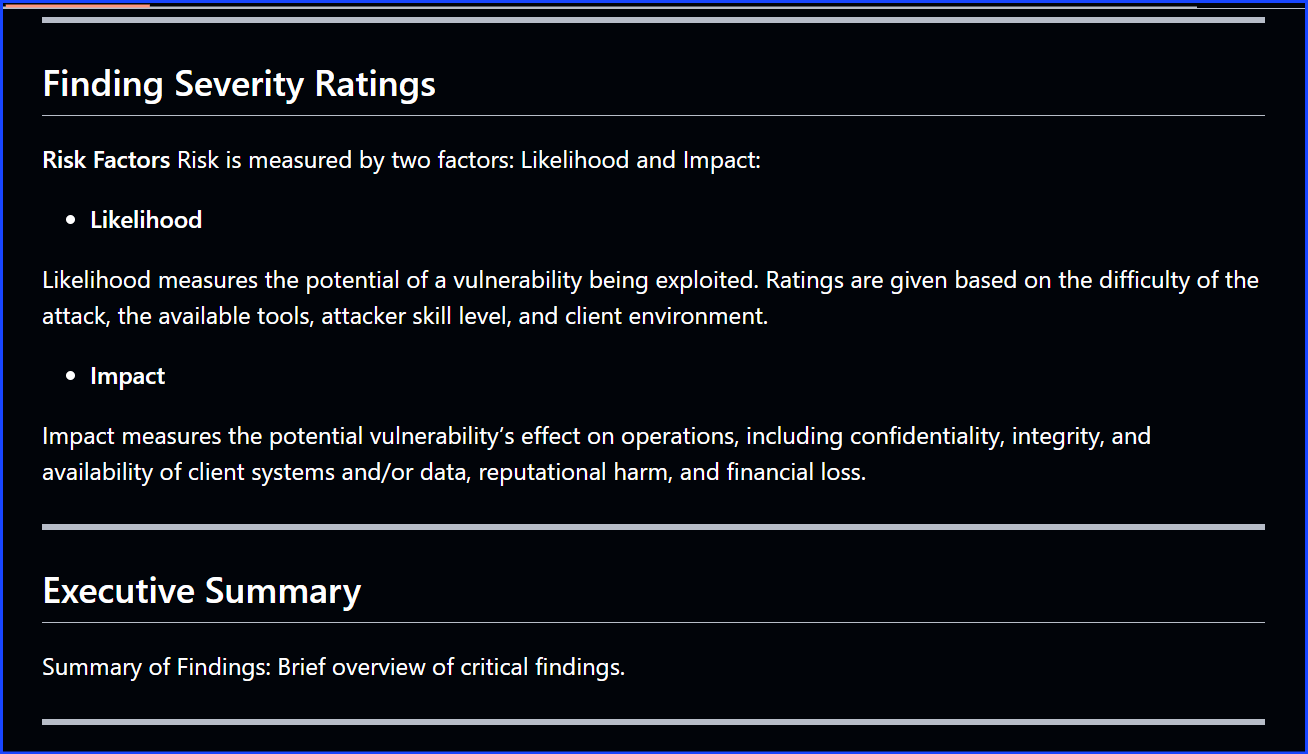 Finding Severity Ratings
Risk Factors Risk is measured by two factors: Likelihood and Impact:
• Likelihood
Likelihood measures the potential of a vulnerability being exploited. Ratings are given based on the difficulty of the
attack, the available tools, attacker skill level, and client environment.
• Impact
Impact measures the potential vulnerability’s effect on operations, including confidentiality, integrity, and
availability of client systems and/or data, reputational harm, and financial loss.
Executive Summary
Summary of Findings: Brief overview of critical findings.